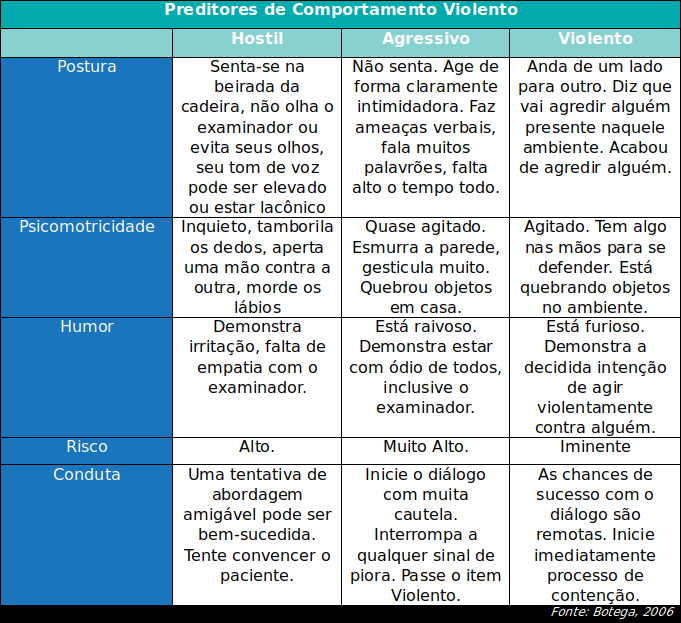 Preditores de Comportamento Violento
Hostil
Agressivo
Violento
Postura
Senta-se na
beirada da
cadeira, não olha o
examinador ou
evita seus olhos,
seu tom de voz
pode ser elevado
ou estar lacônico
Não senta. Age de
forma claramente
intimidadora. Faz
ameaças verbais,
fala muitos
palavrões, falta
alto o tempo todo.
Anda de um lado
para outro. Diz que
vai agredir alguém
presente naquele
ambiente. Acabou
de agredir alguém.
Psicomotricidade
Inquieto, tamborila
os dedos, aperta
uma mão contra a
outra, morde os
lábios
Quase agitado.
Esmurra a parede,
gesticula muito.
Quebrou objetos
em casa.
Agitado. Tem algo
nas mãos para se
defender. Está
quebrando objetos
no ambiente.
Humor
Demonstra
irritação, falta de
empatia com o
examinador.
Está raivoso.
Demonstra estar
com ódio de todos,
inclusive o
examinador.
Está furioso.
Demonstra a
decidida intenção
de agir
violentamente
contra alguém.
Risco
Alto.
Muito Alto.
Iminente
Conduta
Uma tentativa de
abordagem
amigável pode ser
bem-sucedida.
Tente convencer o
paciente.
Inicie o diálogo
com muita
cautela.
Interrompa a
qualquer sinal de
piora. Passe o item
Violento.
As chances de
sucesso com o
diálogo são
remotas. Inicie
imediatamente
processo de
contenção.
Fonte: Botega, 2006